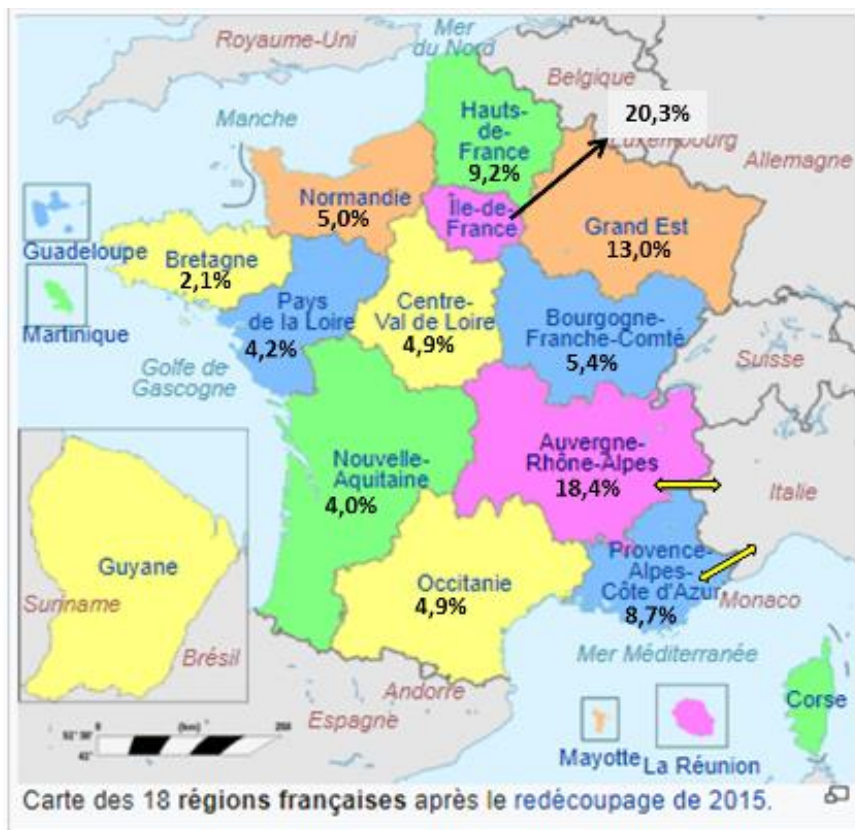 Royaume-Uni
Mer
du Nord
Belgique
20,3%
Luxembourg
Allemagne
Manche
Hauts-
de-
France
9,2%
Normandie
5,0%
Île-de-
France
Grand Est
13,0%
Guadeloupe
Bretagne
2,1%
Martinique
Pays
de la Loire
4,2%
Centre-
Val de Loire
4,9%
Bourgogne-
Franche-Comté
5,4%
Suisse
Golfe de
Gascogne
Auvergne-
Rhône-Alpes
18,4%
Italie
Nouvelle-
Aquitaine
4,0%
Guyane
Suriname
Brésil
Occitanie
4,9%
Provence-
Alpes-
Côte d'Azur
8,7%
Monaco
Mer Méditerranée
Andorre
Espagne
Corse
0 (km) 250
Mayotte
La Réunion
Carte des 18 régions françaises après le redécoupage de 2015.